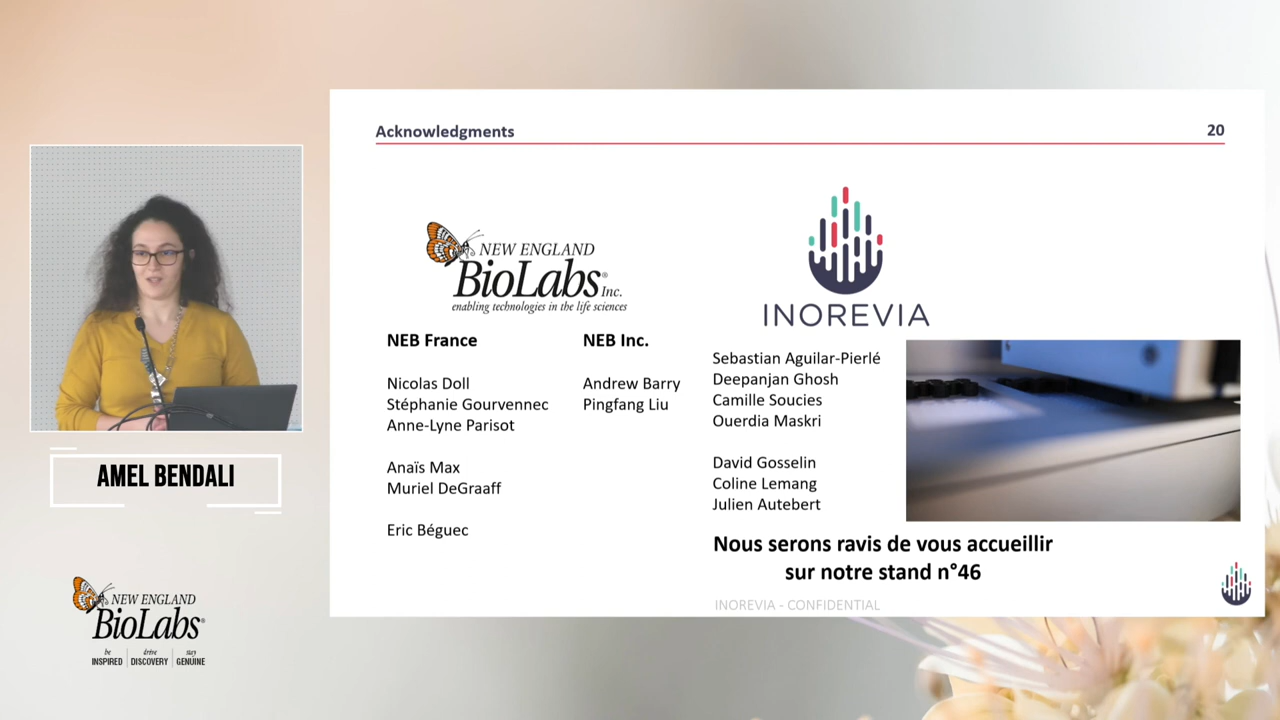 Acknowledgments
20
NEW ENGLAND
BioLabs® Inc.
enabling technologies in the life sciences
INOREVIA
NEB France
Nicolas Doll
Stéphanie Gourvennec
Anne-Lyne Parisot
Anaïs Max
Muriel DeGraaff
Eric Béguec
NEB Inc.
Andrew Barry
Pingfang Liu
Sebastian Aguilar-Pierlé
Deepanjan Ghosh
Camille Soucies
Ouerdia Maskri
David Gosselin
Coline Lemang
Julien Autebert
Nous serons ravis de vous accueillir
sur notre stand n°46
INOREVIA - CONFIDENTIAL
AMEL BENDALI
NEW ENGLAND
BioLabs®
be INSPIRED
drive DISCOVERY
stay GENUINE